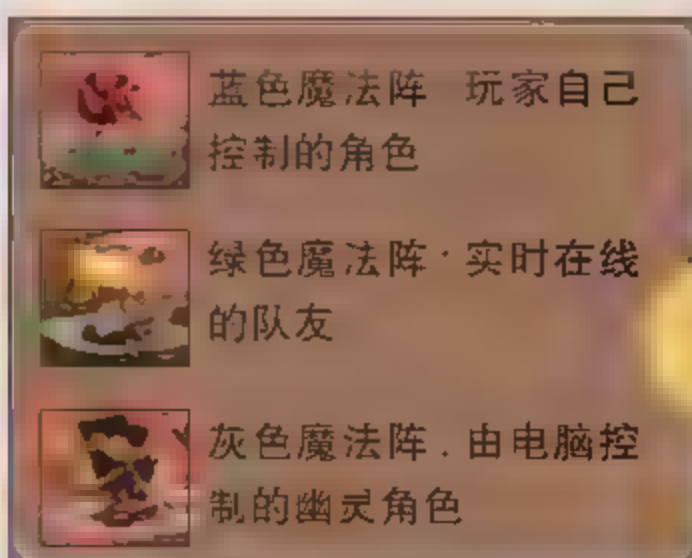 蓝色魔法阵 玩家自己
控制的角色
绿色魔法阵：实时在线
的队友
灰色魔法阵：由电脑控
制的幽灵角色